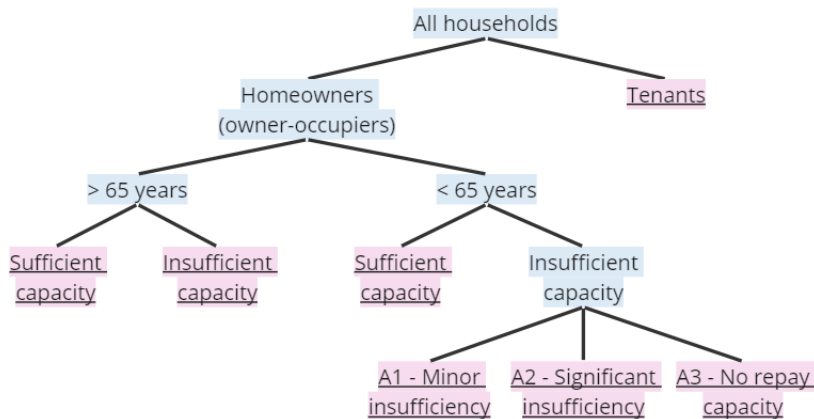 All households
Homeowners
(owner-occupiers)
Tenants
> 65 years
< 65 years
Sufficient
capacity
Insufficient
capacity
Sufficient
capacity
Insufficient
capacity
A1 - Minor
insufficiency
A2 - Significant
insufficiency
A3 - No repay
capacity